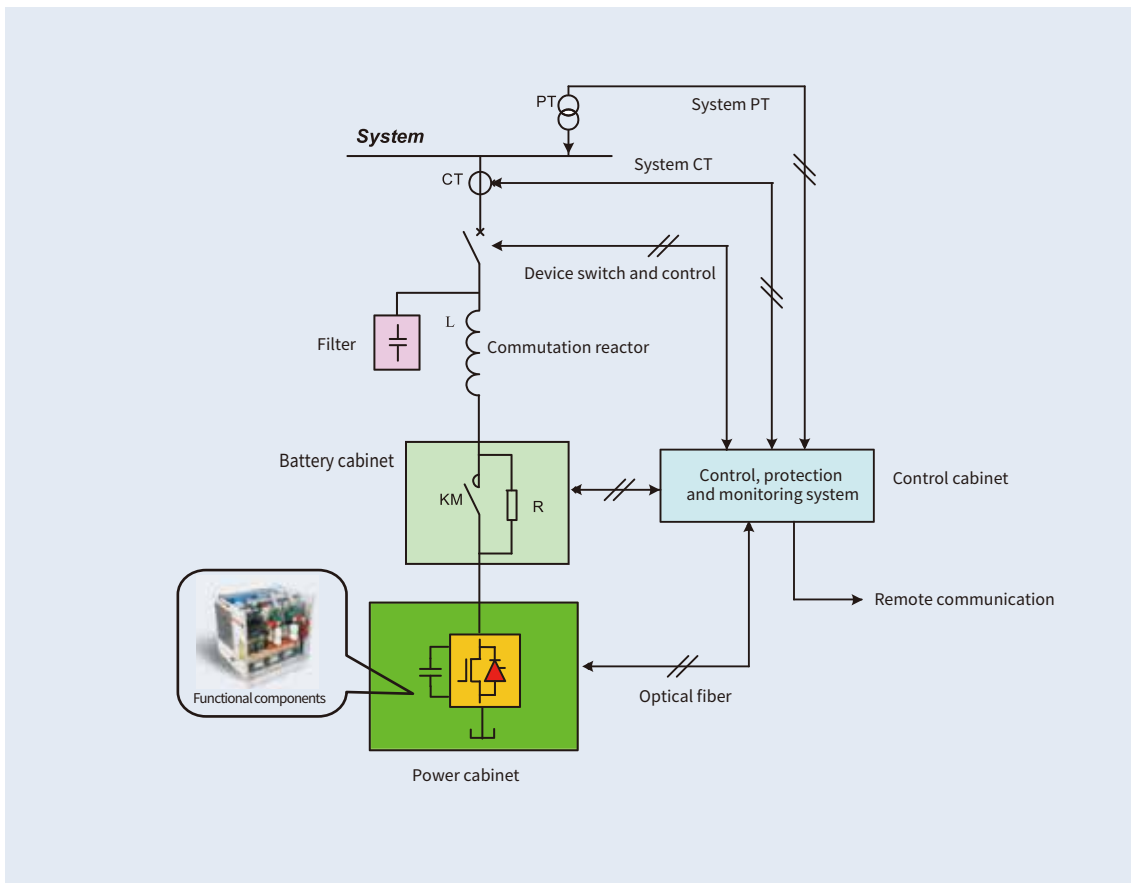 PT
System PT
System
System CT
CT
Device switch and control
L
Filter
Commutation reactor
Battery cabinet
Control, protection
and monitoring system
Control cabinet
KM
R
Remote communication
Functional components
Optical fiber
Power cabinet